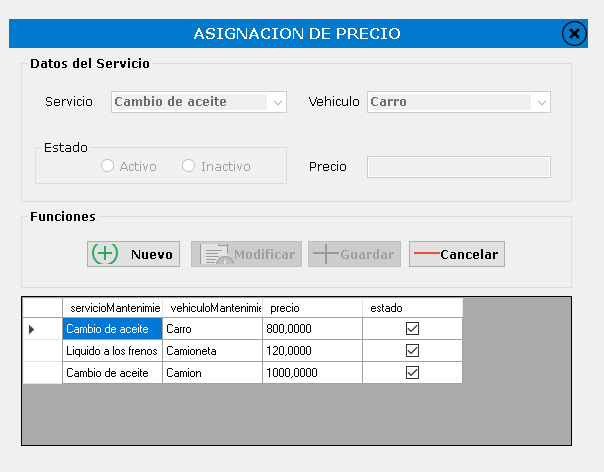 ASIGNACION DE PRECIO
Datos del Servicio
Servicio Cambio de aceite Vehiculo Carro
Estado
Activo Inactivo Precio
Funciones
Nuevo Modificar Guardar Cancelar
servicioMantenimie vehiculoMantenimie precio estado
Cambio de aceite Carro 800,0000
Liquido a los frenos Camioneta 120,0000
Cambio de aceite Camion 1000,0000